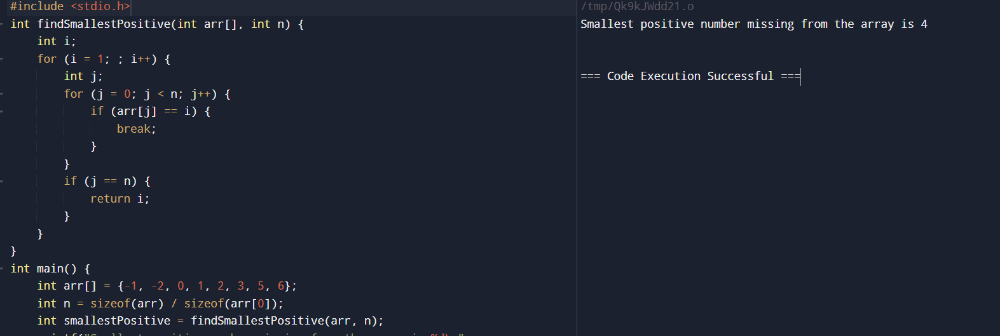 #include <stdio.h>
int findSmallestPositive(int arr[], int n) {
    int i;
    for (i = 1; ; i++) {
        int j;
        for (j = 0; j < n; j++) {
            if (arr[j] == i) {
                break;
            }
        }
        if (j == n) {
            return i;
        }
    }
}
int main() {
    int arr[] = {-1, -2, 0, 1, 2, 3, 5, 6};
    int n = sizeof(arr) / sizeof(arr[0]);
    int smallestPositive = findSmallestPositive(arr, n);
/tmp/Qk9kJWdd21.o
Smallest positive number missing from the array is 4
=== Code Execution Successful ===